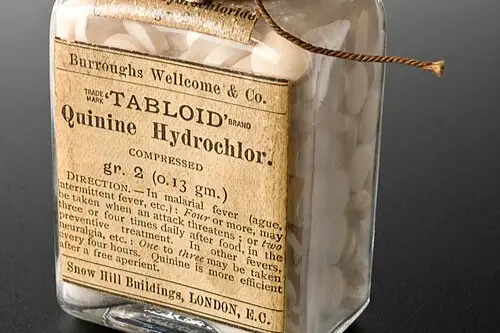 hydrochloride
Burroughs Wellcome & Co.
TRADE MARK 'TABLOID' BRAND
Quinine Hydrochlor.
COMPRESSED
gr. 2 (0.13 gm.)
DIRECTION.—In malarial fever (ague,
intermittent fever, etc.): Four or more, may
be taken when an attack threatens; or two
three or four times daily after food, in the
preventive treatment. In other fevers,
neuralgia, etc.: One to three may be taken
every four hours. Quinine is more efficient
after a free aperient.
Snow Hill Buildings, LONDON, E.C.